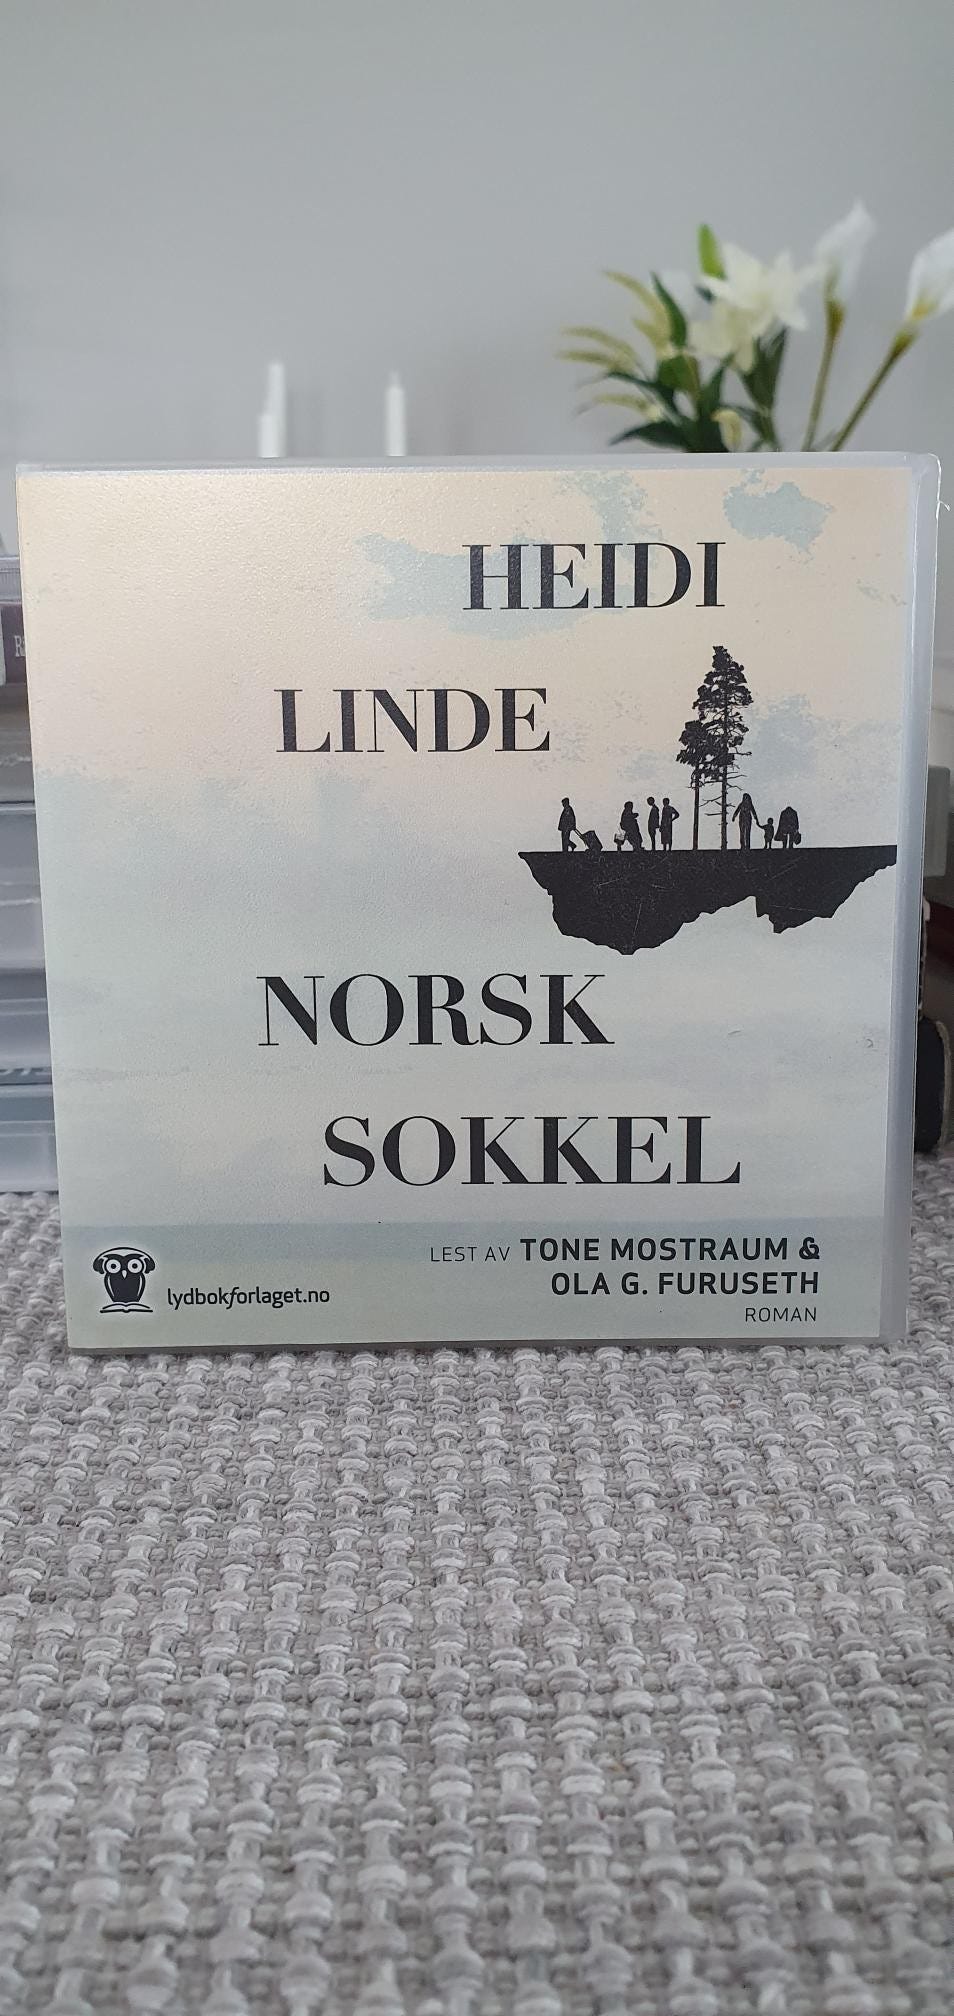 HEIDI
LINDE
NORSK
SOKKEL
LEST AV TONE MOSTRAUM &
OLA G. FURUSETH
ROMAN
lydbokforlaget.no